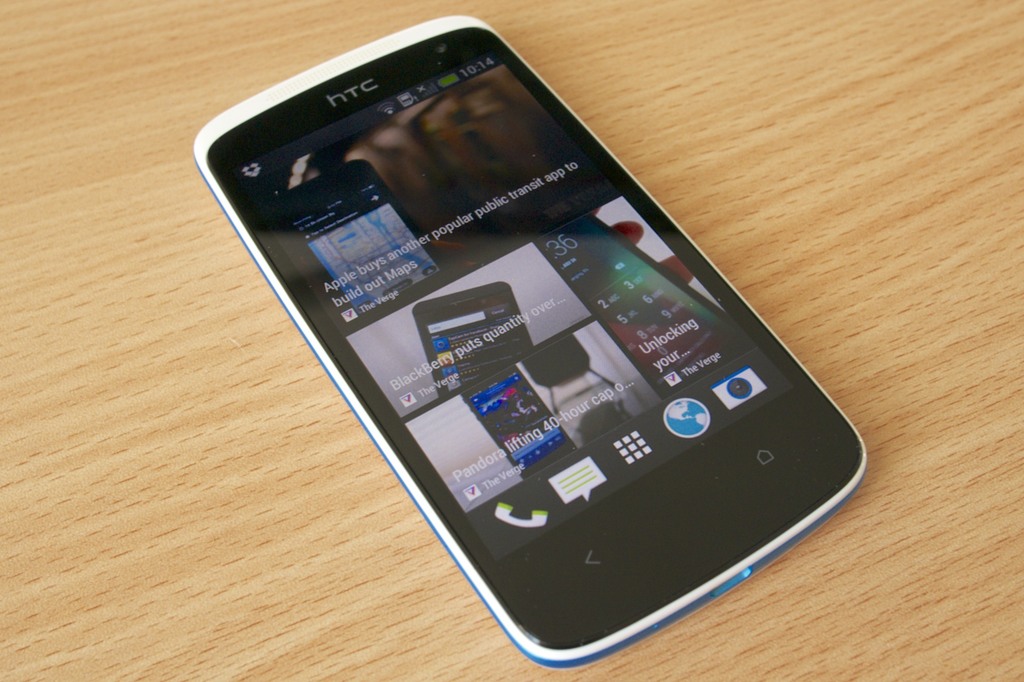 hTC
10:14
Apple buys another popular public transit app to
build out Maps
The Verge
BlackBerry puts quantity over...
The Verge
:36
Unlocking
your...
The Verge
Pandora lifting 40-hour cap o...
The Verge